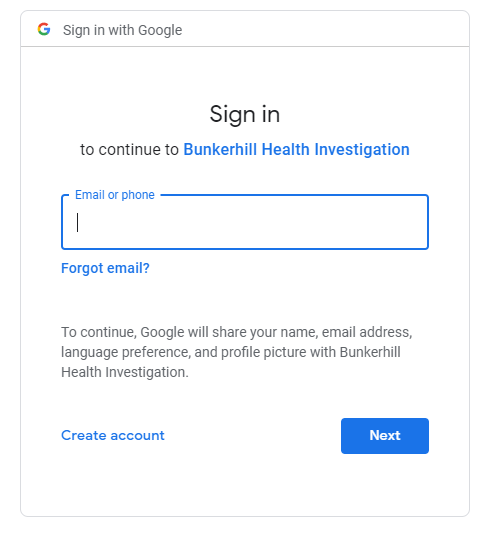 Sign in with Google
Sign in
to continue to Bunkerhill Health Investigation
Email or phone
Forgot email?
To continue, Google will share your name, email address,
language preference, and profile picture with Bunkerhill
Health Investigation.
Create account
Next